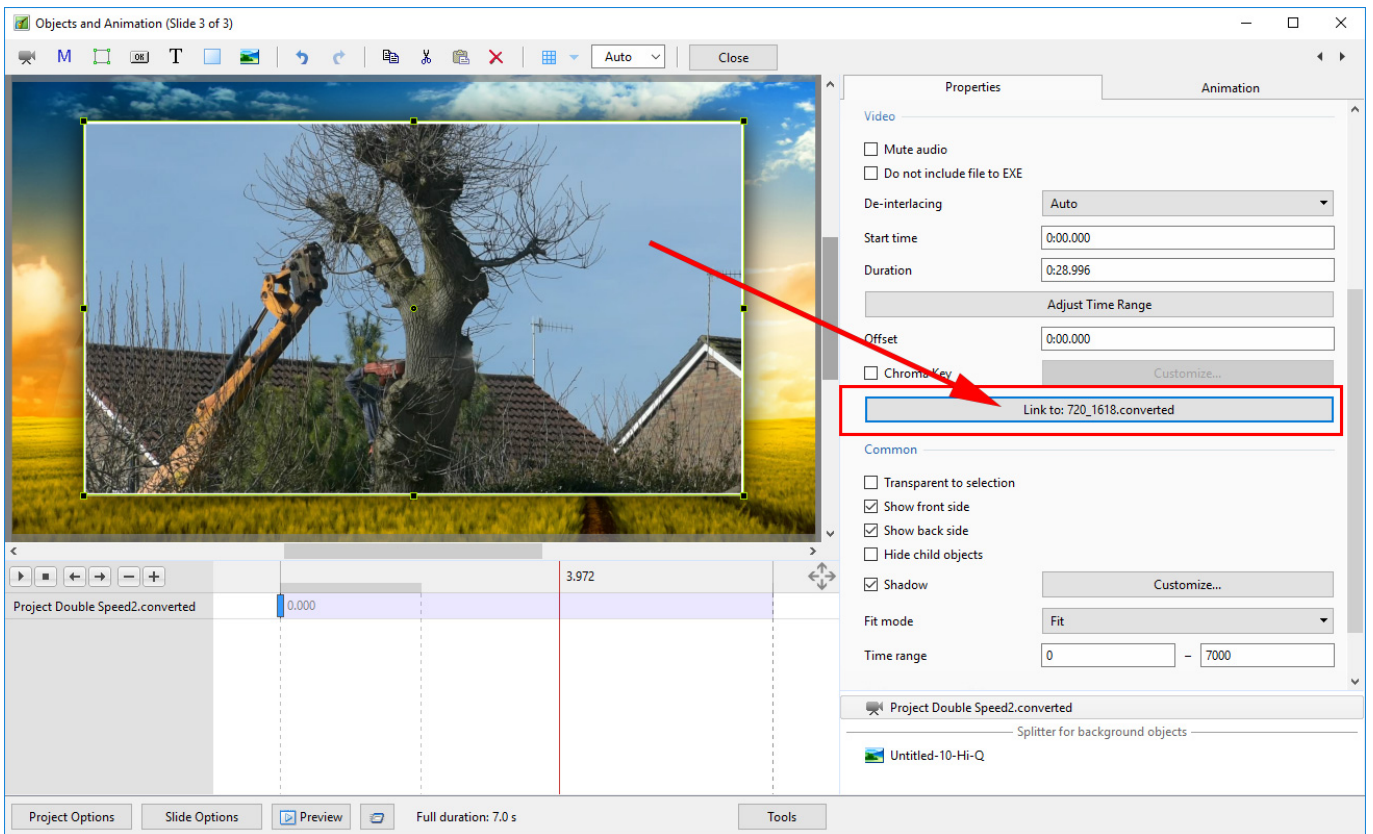 Objects and Animation (Slide 3 of 3)
M OK T Auto Close
Properties Animation
Video
Mute audio
Do not include file to EXE
De-interlacing Auto
Start time 0:00.000
Duration 0:28.996
Adjust Time Range
Offset 0:00.000
Chroma Key Customize...
Link to: 720_1618.converted
Common
Transparent to selection
Show front side
Show back side
Hide child objects
Shadow Customize...
Fit mode Fit
Time range 0 – 7000
3.972
Project Double Speed2.converted 0.000
Project Double Speed2.converted
Splitter for background objects
Untitled-10-Hi-Q
Project Options Slide Options Preview Full duration: 7.0 s Tools